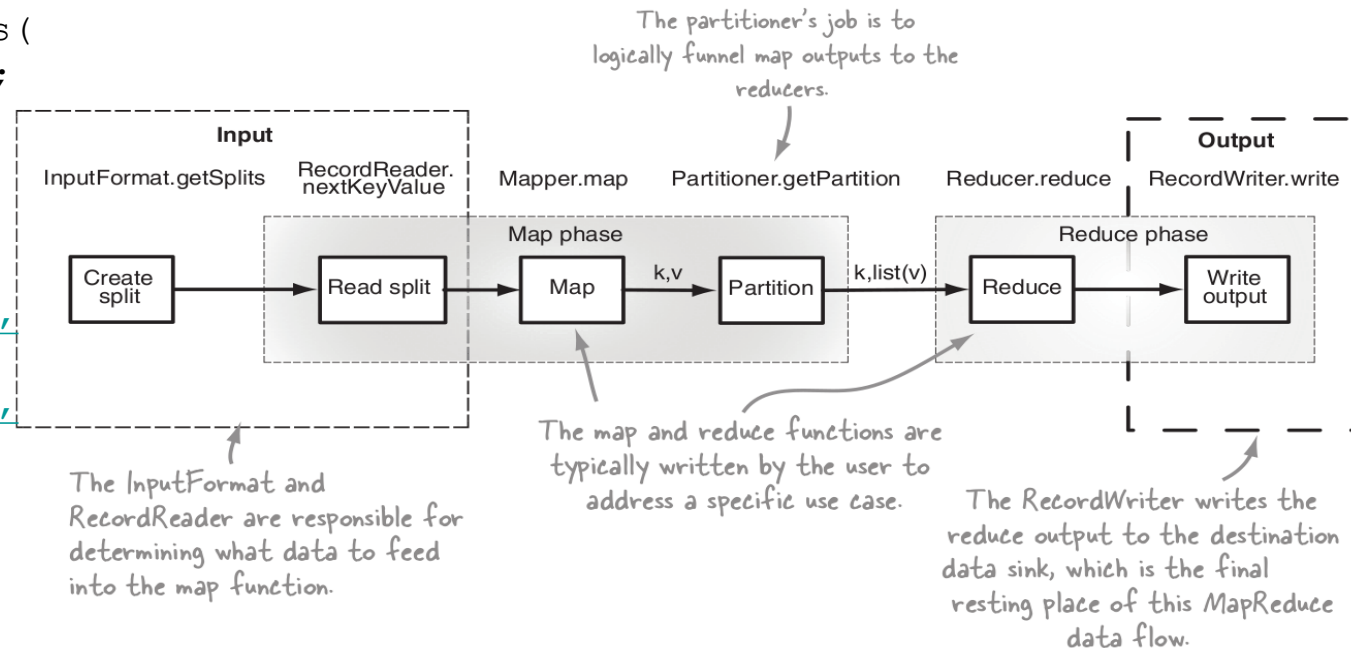 s (
;
The partitioner's job is to
logically funnel map outputs to the
reducers.
Input
Output
InputFormat.getSplits
RecordReader.
nextKeyValue
Mapper.map
Partitioner.getPartition
Reducer.reduce
RecordWriter.write
Map phase
Reduce phase
Create
split
Read split
Map
k,v
Partition
k,list(v)
Reduce
Write
output
,
,
The InputFormat and
RecordReader are responsible for
determining what data to feed
into the map function.
The map and reduce functions are
typically written by the user to
address a specific use case.
The RecordWriter writes the
reduce output to the destination
data sink, which is the final
resting place of this MapReduce
data flow.